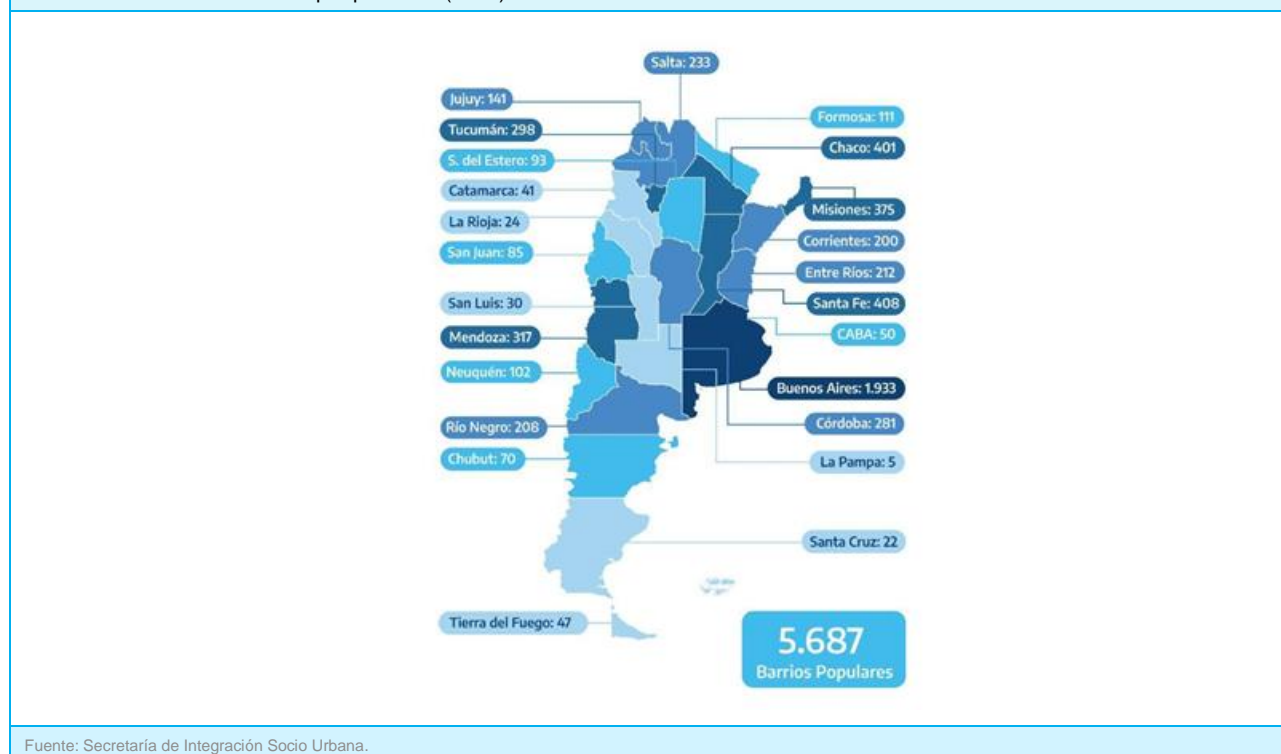 Salta: 233
Jujuy: 141
Formosa: 111
Tucumán: 298
Chaco: 401
S. del Estero: 93
Catamarca: 41
Misiones: 375
La Rioja: 24
Corrientes: 200
San Juan: 85
Entre Ríos: 212
San Luis: 30
Santa Fe: 408
Mendoza: 317
CABA: 50
Neuquén: 102
Buenos Aires: 1.933
Río Negro: 208
Córdoba: 281
Chubut: 70
La Pampa: 5
Santa Cruz: 22
Tierra del Fuego: 47
5.687
Barrios Populares
Fuente: Secretaría de Integración Socio Urbana.